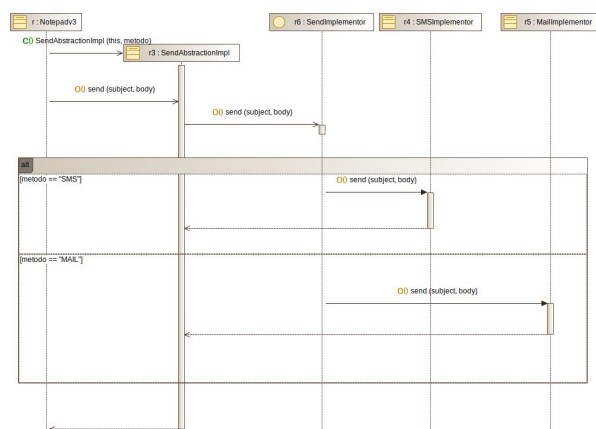 r : Notepadv3
r6 : SendImplementor
r4 : SMSImplementor
r5 : MailImplementor
C() SendAbstractionImpl (this, metodo)
r3 : SendAbstractionImpl
O() send (subject, body)
O() send (subject, body)
alt
[metodo == "SMS"]
O() send (subject, body)
[metodo == "MAIL"]
O() send (subject, body)